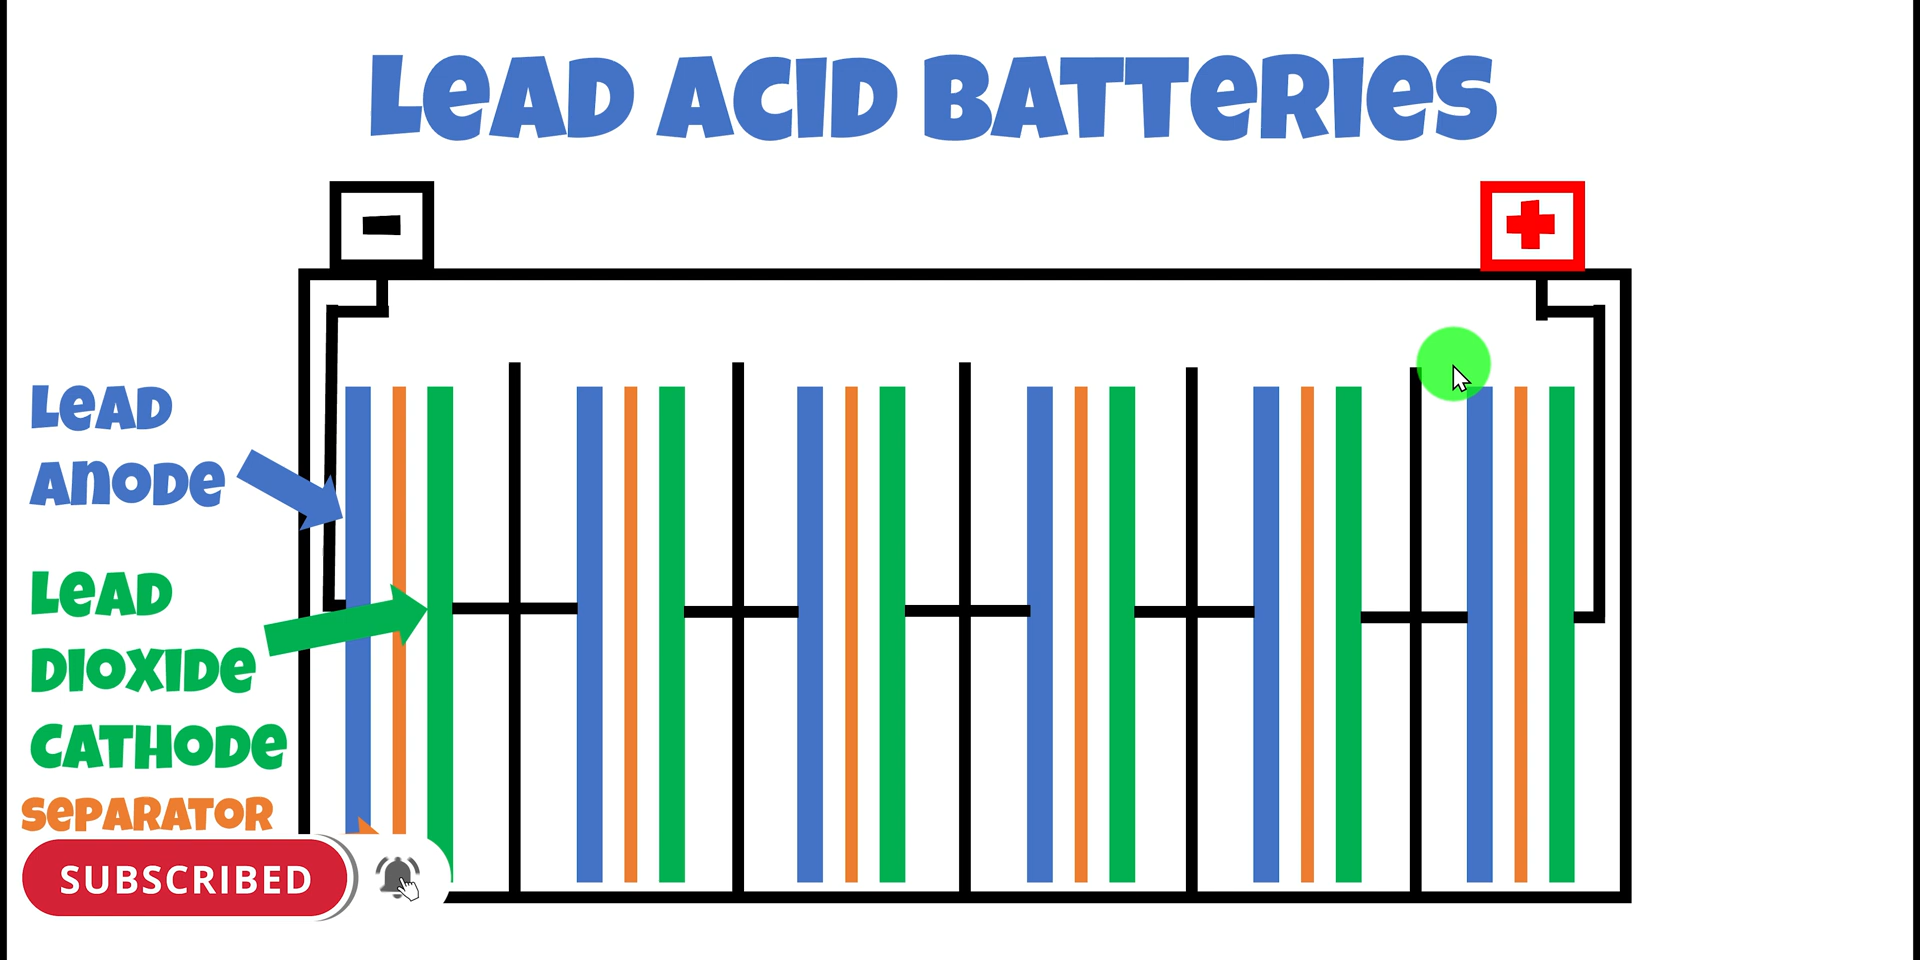 LEAD ACID BATTERIES
-
+
LEAD
ANODE
LEAD
DIOXIDE
CATHODE
SEPARATOR
SUBSCRIBED